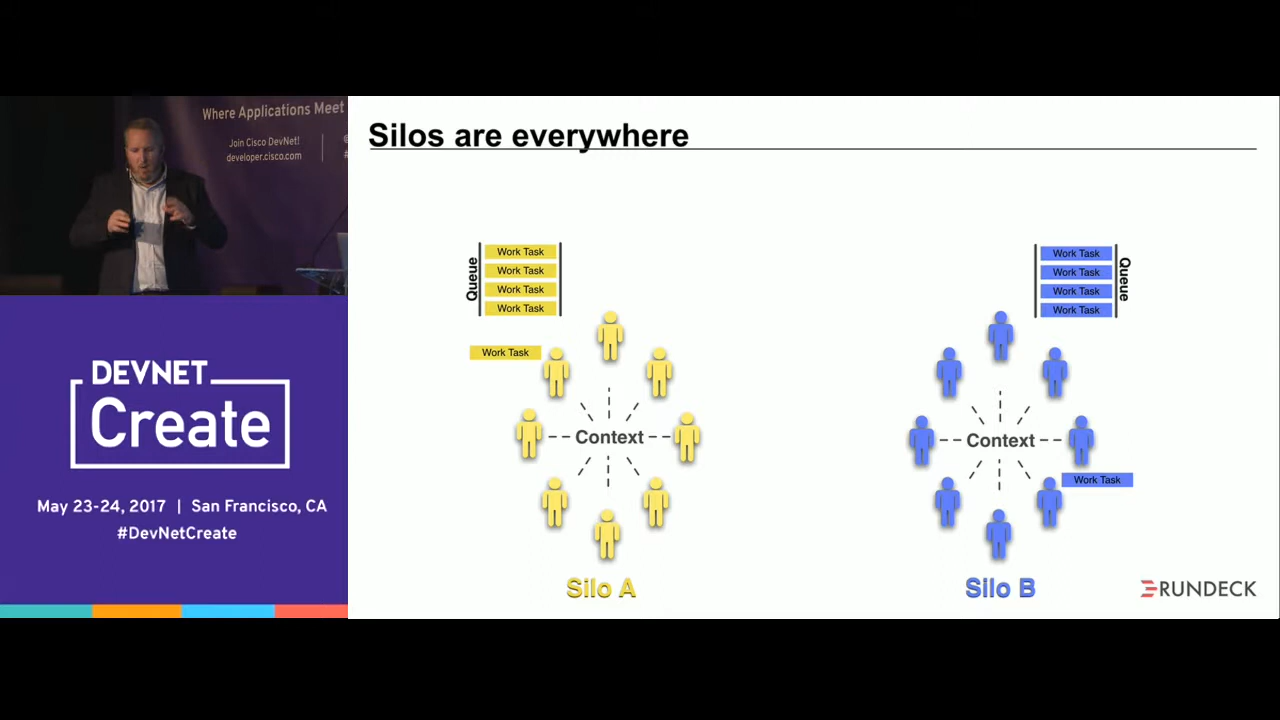 Where Applications Meet
Join Cisco DevNet!
developer.cisco.com
DEVNET
Create
May 23-24, 2017 | San Francisco, CA
#DevNetCreate
Silos are everywhere
Queue
Work Task
Work Task
Work Task
Work Task
Work Task
Context
Silo A
Work Task
Work Task
Work Task
Work Task
Queue
Context
Work Task
Silo B
RUNDECK